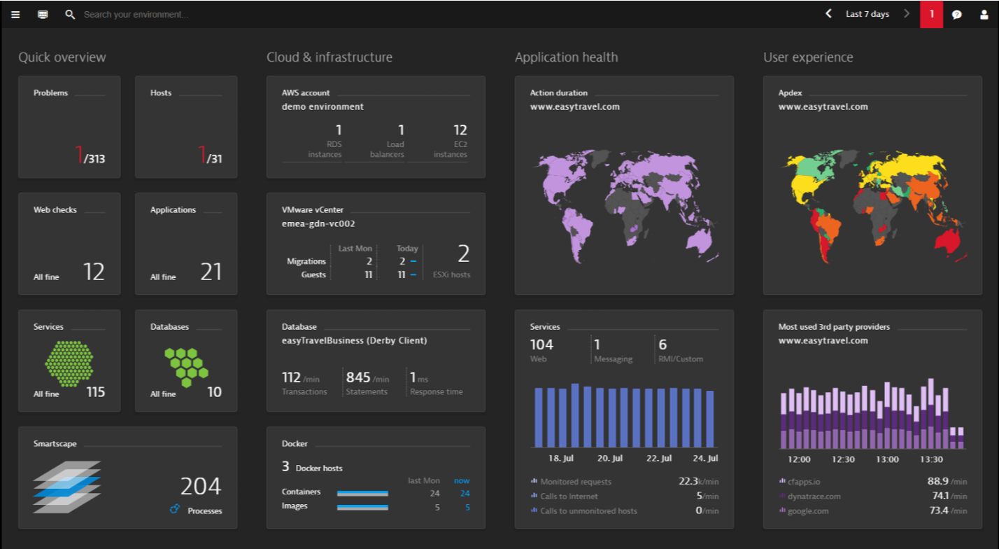 Search your environment...
Last 7 days
1
Quick overview
Problems
1/313
Hosts
1/31
Web checks
All fine 12
Applications
All fine 21
Services
All fine 115
Databases
All fine 10
Smartscape
204
Processes
Cloud & infrastructure
AWS account
demo environment
1 1 12
RDS Load EC2
instances balancers instances
VMware vCenter
emea-gdn-vc002
Last Mon Today 2
Migrations 2 2
Guests 11 11 ESXi hosts
Database
easyTravelBusiness (Derby Client)
112 /min 845 /min 1 ms
Transactions Statements Response time
Docker
3 Docker hosts
last Mon now
Containers 24 24
Images 5 5
Application health
Action duration
www.easytravel.com
Services
104 1 6
Web Messaging RMI/Custom
18. Jul 20. Jul 22. Jul 24. Jul
Monitored requests 22.3k/min
Calls to Internet 5/min
Calls to unmonitored hosts 0/min
User experience
Apdex
www.easytravel.com
Most used 3rd party providers
www.easytravel.com
12:00 12:30 13:00 13:30
cfapps.io 88.9 /min
dynatrace.com 74.1 /min
google.com 73.4 /min